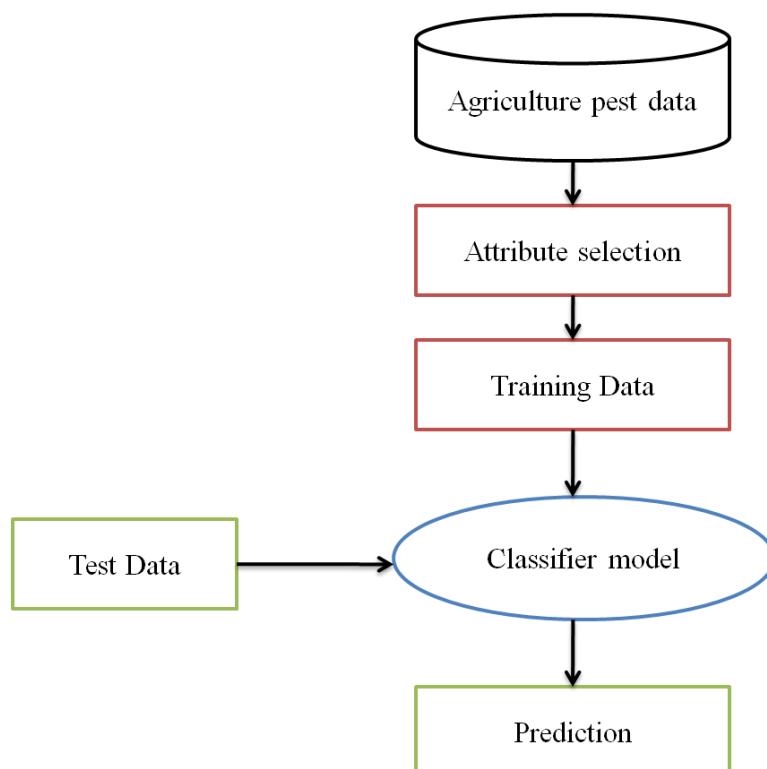 Agriculture pest data
Attribute selection
Training Data
Test Data
Classifier model
Prediction